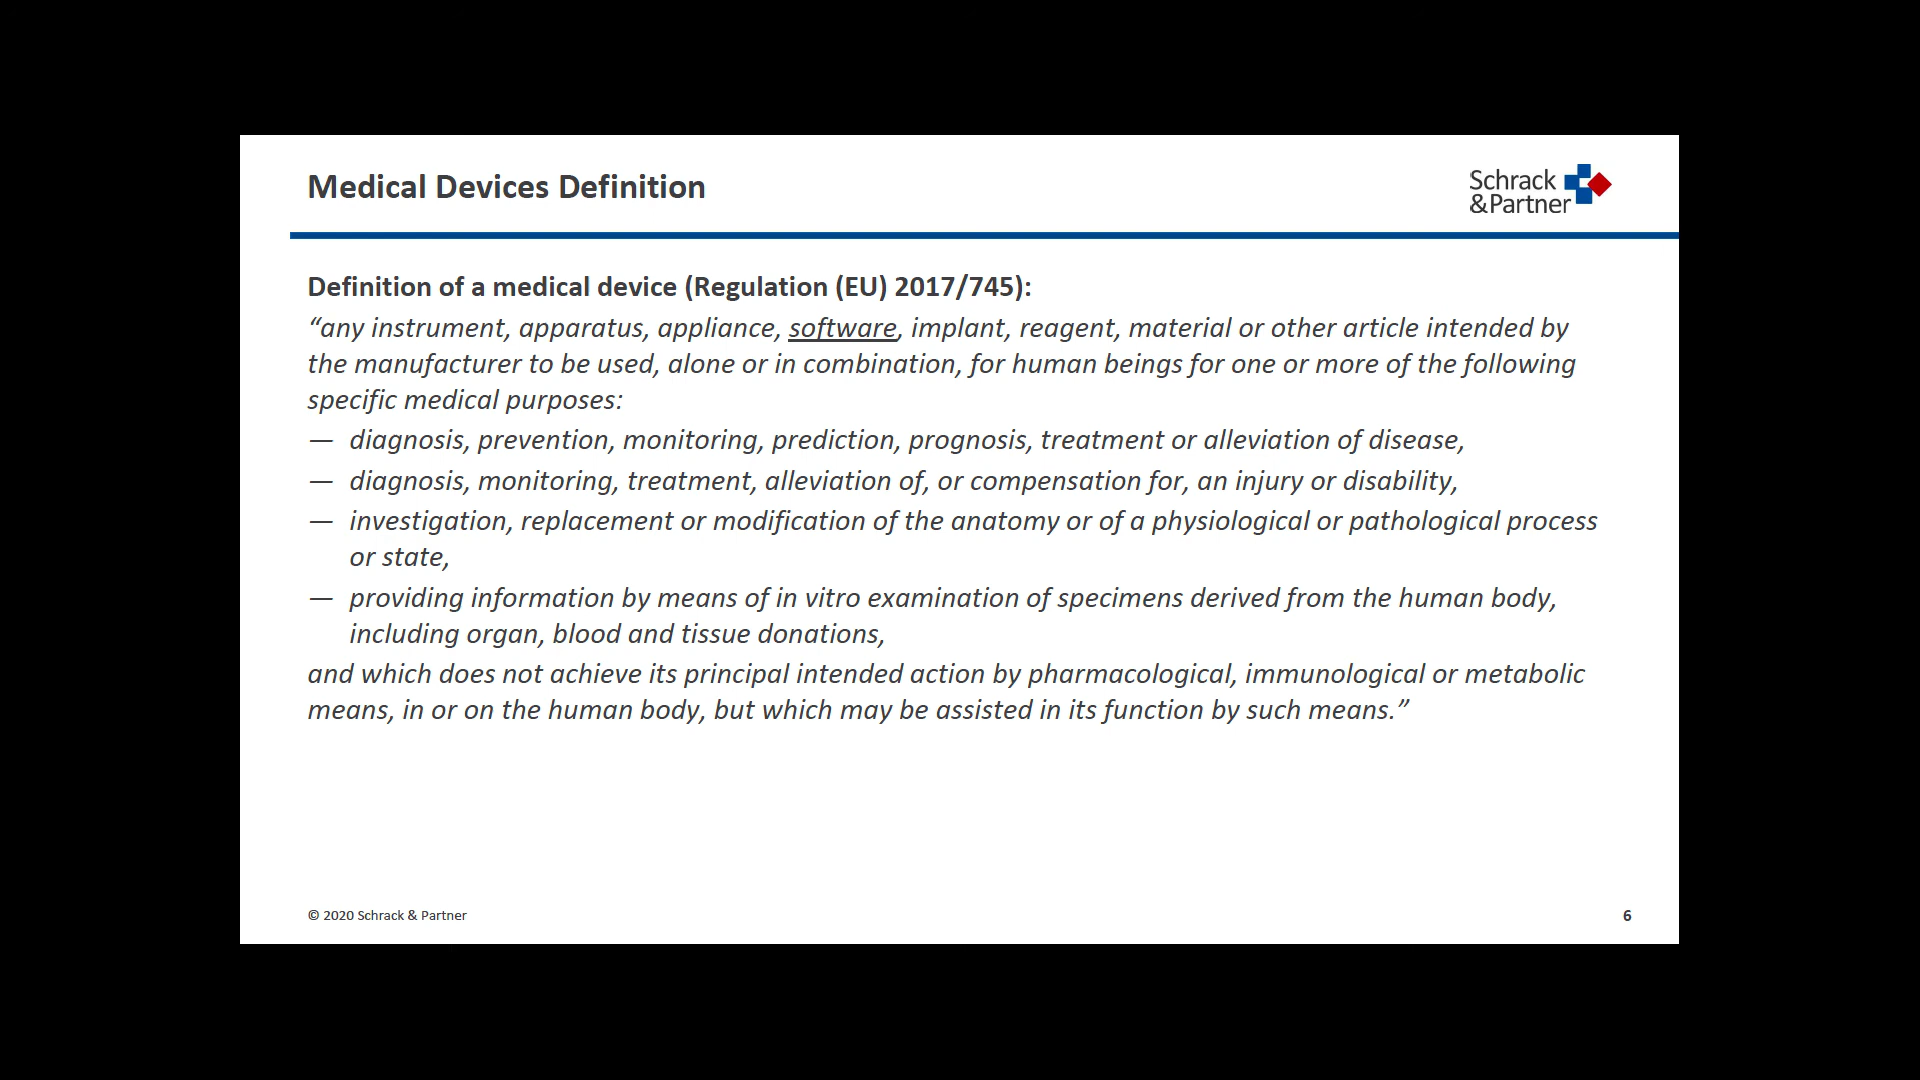 Medical Devices Definition
Schrack
&Partner
Definition of a medical device (Regulation (EU) 2017/745):
“any instrument, apparatus, appliance, software, implant, reagent, material or other article intended by
the manufacturer to be used, alone or in combination, for human beings for one or more of the following
specific medical purposes:
— diagnosis, prevention, monitoring, prediction, prognosis, treatment or alleviation of disease,
— diagnosis, monitoring, treatment, alleviation of, or compensation for, an injury or disability,
— investigation, replacement or modification of the anatomy or of a physiological or pathological process
or state,
— providing information by means of in vitro examination of specimens derived from the human body,
including organ, blood and tissue donations,
and which does not achieve its principal intended action by pharmacological, immunological or metabolic
means, in or on the human body, but which may be assisted in its function by such means.”
© 2020 Schrack & Partner
6